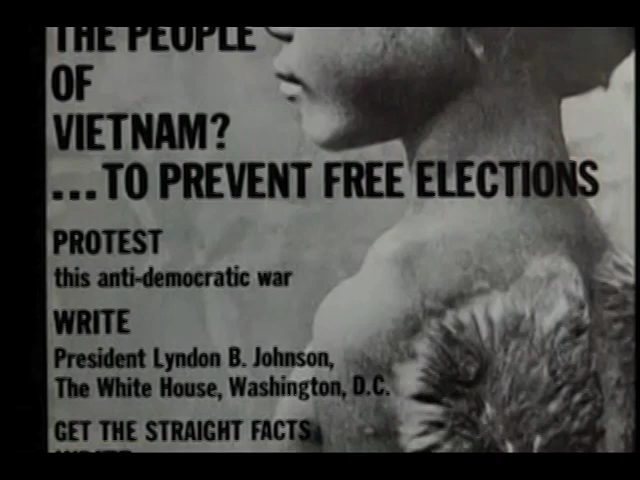 THE PEOPLE
OF
VIETNAM?
...TO PREVENT FREE ELECTIONS
PROTEST
this anti-democratic war
WRITE
President Lyndon B. Johnson,
The White House, Washington, D.C.
GET THE STRAIGHT FACTS
WRITE